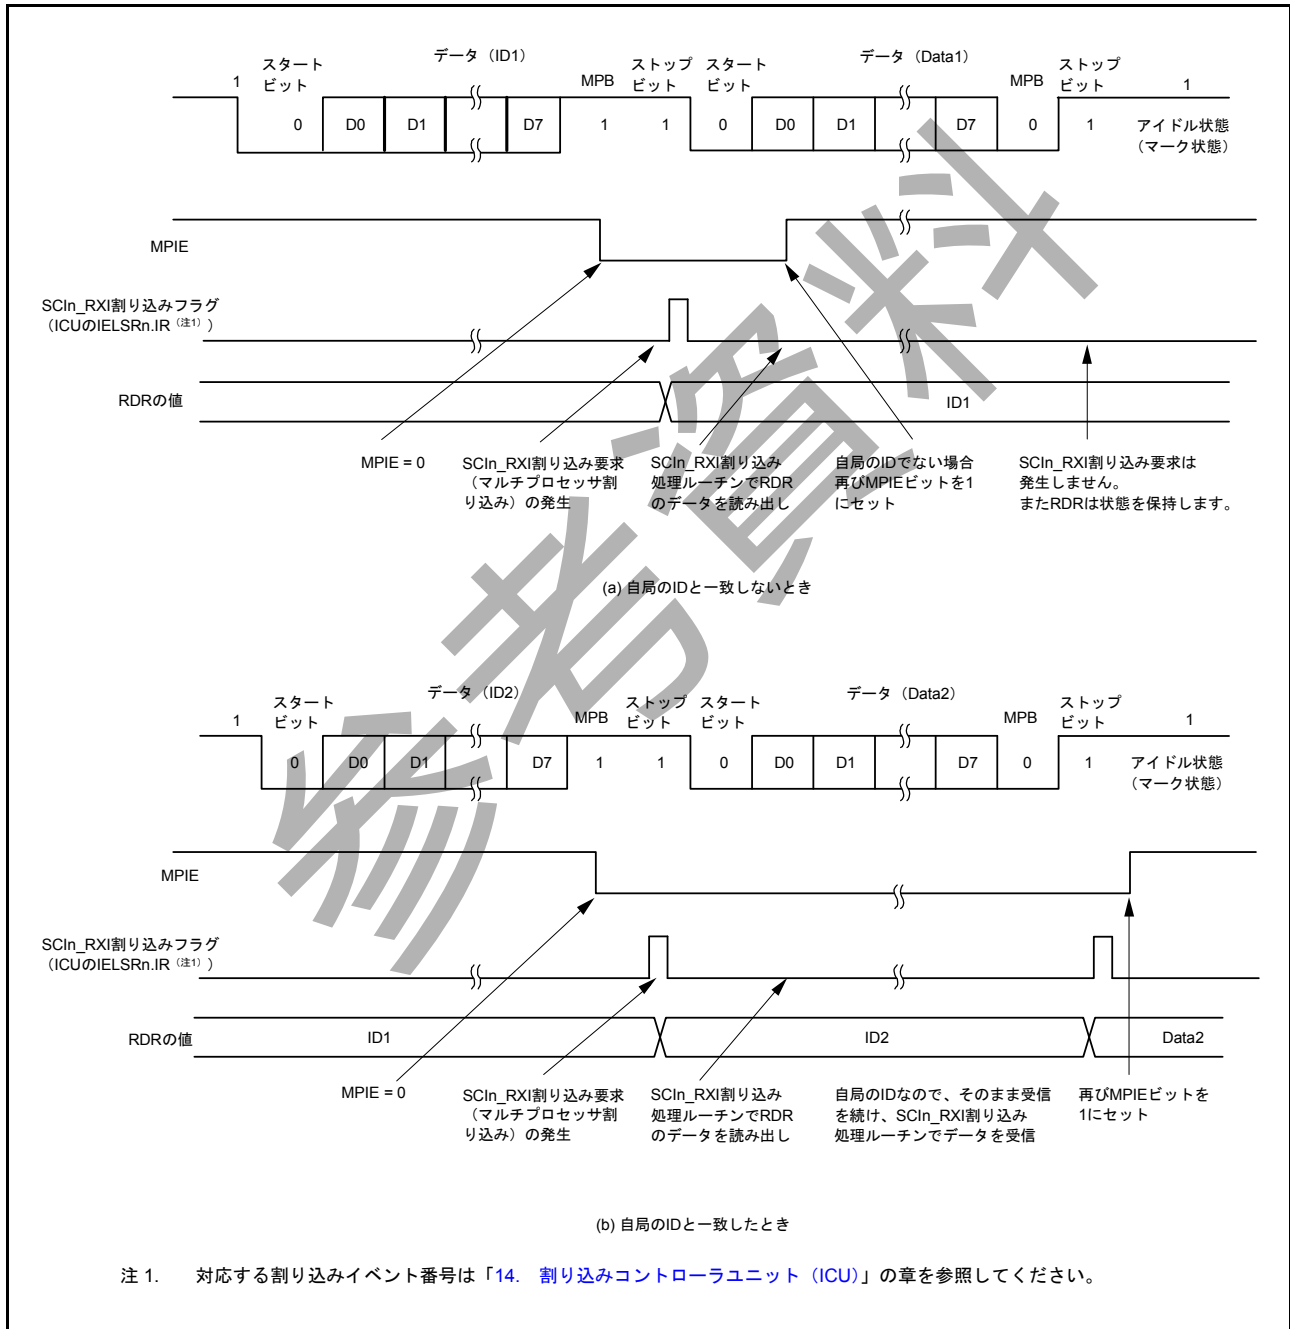 データ（ID1）
データ（Data1）
スタート
ビット
MPB
ストップ
ビット
スタート
ビット
MPB
ストップ
ビット
1
1
0
D0
D1
D7
1
1
0
D0
D1
D7
0
1
アイドル状態
（マーク状態）
MPIE
SCIn_RXI割り込みフラグ
（ICUのIELSRn.IR（注1））
RDRの値
ID1
MPIE = 0
SCIn_RXI割り込み要求
（マルチプロセッサ割
り込み）の発生
SCIn_RXI割り込み
処理ルーチンでRDR
のデータを読み出し
自局のIDでない場合
再びMPIEビットを1
にセット
SCIn_RXI割り込み要求は
発生しません。
またRDRは状態を保持します。
(a) 自局のIDと一致しないとき
データ（ID2）
データ（Data2）
スタート
ビット
MPB
ストップ
ビット
スタート
ビット
MPB
ストップ
ビット
1
1
0
D0
D1
D7
1
1
0
D0
D1
D7
0
1
アイドル状態
（マーク状態）
MPIE
SCIn_RXI割り込みフラグ
（ICUのIELSRn.IR（注1））
RDRの値
ID1
ID2
Data2
MPIE = 0
SCIn_RXI割り込み要求
（マルチプロセッサ割
り込み）の発生
SCIn_RXI割り込み
処理ルーチンでRDR
のデータを読み出し
自局のIDなので、そのまま受信
を続け、SCIn_RXI割り込み
処理ルーチンでデータを受信
再びMPIEビットを
1にセット
(b) 自局のIDと一致したとき
注 1. 対応する割り込みイベント番号は「14. 割り込みコントローラユニット（ICU）」の章を参照してください。
参考資料